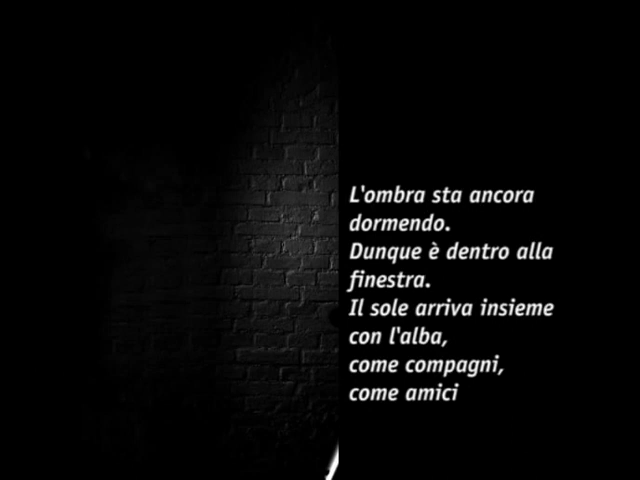 L'ombra sta ancora
dormendo.
Dunque è dentro alla
finestra.
Il sole arriva insieme
con l'alba,
come compagni,
come amici